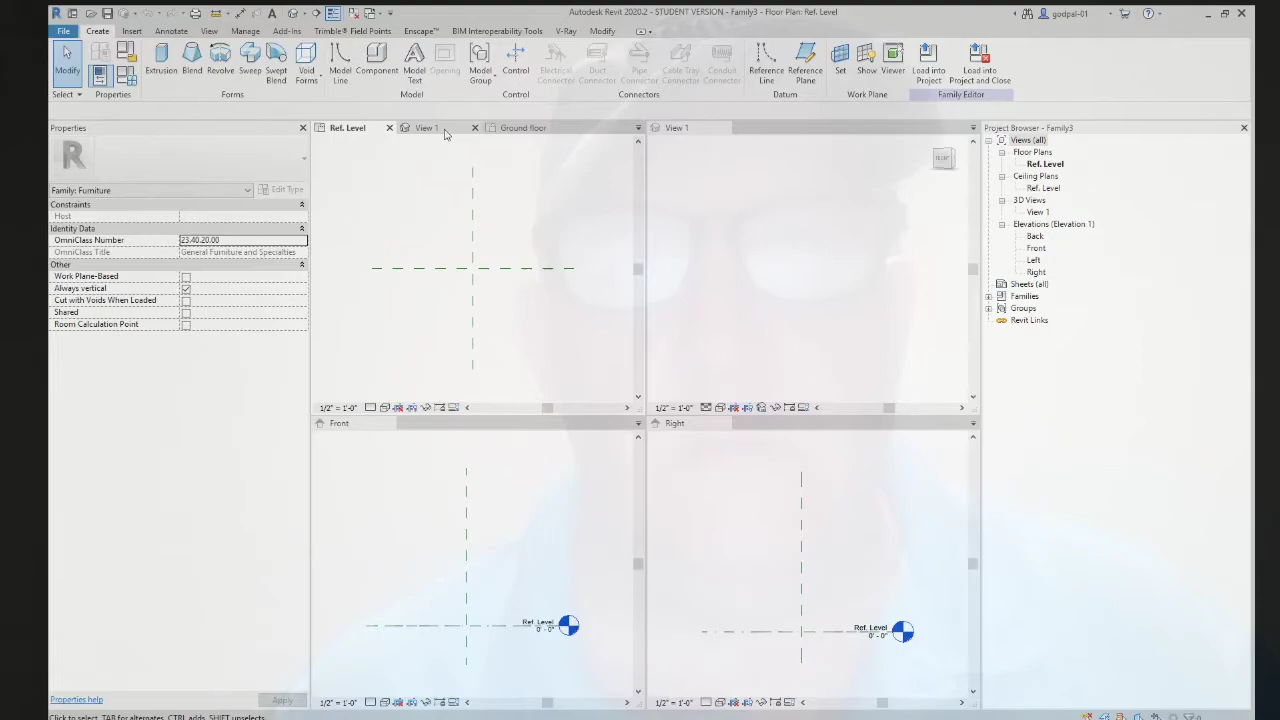 Autodesk Revit 2020.2 - STUDENT VERSION - Family3 - Floor Plan: Ref. Level
godpal-01
File Create Insert Annotate View Manage Add-Ins Trimble® Field Points Enscape™ BIM Interoperability Tools V-Ray Modify
Modify Extrusion Blend Revolve Sweep Swept Blend Void Forms Model Line Component Model Text Opening Model Group Control Electrical Connector Duct Connector Pipe Connector Cable Tray Connector Conduit Connector Reference Line Reference Plane Set Show Viewer Load into Project Load into Project and Close
Select Properties Forms Model Control Connectors Datum Work Plane Family Editor
Properties
Family: Furniture
Edit Type
Constraints
Host
Identity Data
OmniClass Number 23.40.20.00
OmniClass Title General Furniture and Specialties
Other
Work Plane-Based
Always vertical
Cut with Voids When Loaded
Shared
Room Calculation Point
Properties help
Apply
Ref. Level View 1 Ground floor
1/2" = 1'-0"
View 1
FRONT
1/2" = 1'-0"
Front
Ref. Level
0' - 0"
1/2" = 1'-0"
Right
Ref. Level
0' - 0"
1/2" = 1'-0"
Project Browser - Family3
Views (all)
Floor Plans
Ref. Level
Ceiling Plans
Ref. Level
3D Views
View 1
Elevations (Elevation 1)
Back
Front
Left
Right
Sheets (all)
Families
Groups
Revit Links
Click to select, TAB for alternates, CTRL adds, SHIFT unselects.